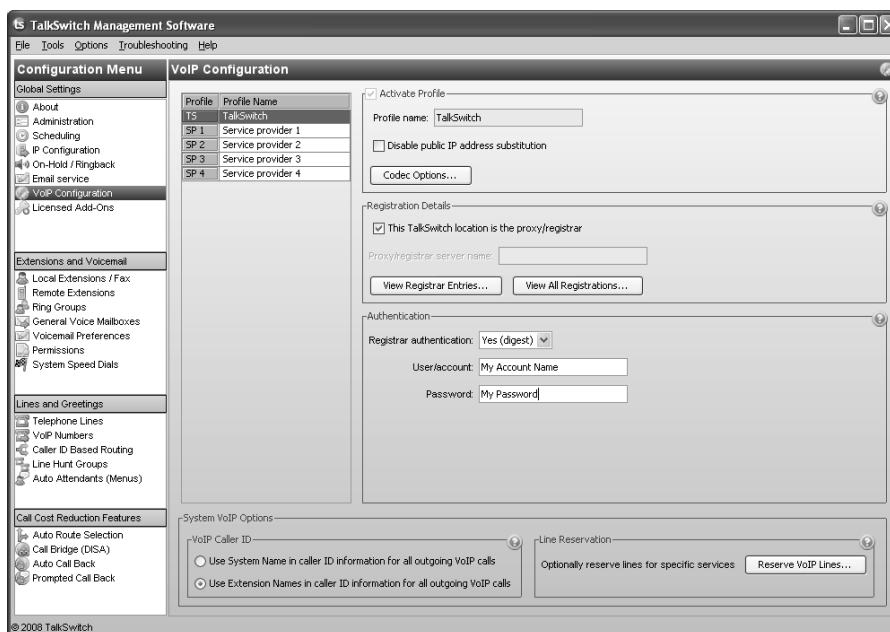 ts TalkSwitch Management Software
File Tools Options Troubleshooting Help
Configuration Menu
Global Settings
About
Administration
Scheduling
IP Configuration
On-Hold / Ringback
Email service
VoIP Configuration
Licensed Add-Ons
Extensions and Voicemail
Local Extensions / Fax
Remote Extensions
Ring Groups
General Voice Mailboxes
Voicemail Preferences
Permissions
System Speed Dials
Lines and Greetings
Telephone Lines
VoIP Numbers
Caller ID Based Routing
Line Hunt Groups
Auto Attendants (Menus)
Call Cost Reduction Features
Auto Route Selection
Call Bridge (DISA)
Auto Call Back
Prompted Call Back
VoIP Configuration
Profile Profile Name
TS TalkSwitch
SP 1 Service provider 1
SP 2 Service provider 2
SP 3 Service provider 3
SP 4 Service provider 4
Activate Profile
Profile name: TalkSwitch
Disable public IP address substitution
Codec Options...
Registration Details
This TalkSwitch location is the proxy/registrar
Proxy/registrar server name:
View Registrar Entries... View All Registrations...
Authentication
Registrar authentication: Yes (digest)
User/account: My Account Name
Password: My Password
System VoIP Options
VoIP Caller ID
Use System Name in caller ID information for all outgoing VoIP calls
Use Extension Names in caller ID information for all outgoing VoIP calls
Line Reservation
Optionally reserve lines for specific services Reserve VoIP Lines...
© 2008 TalkSwitch